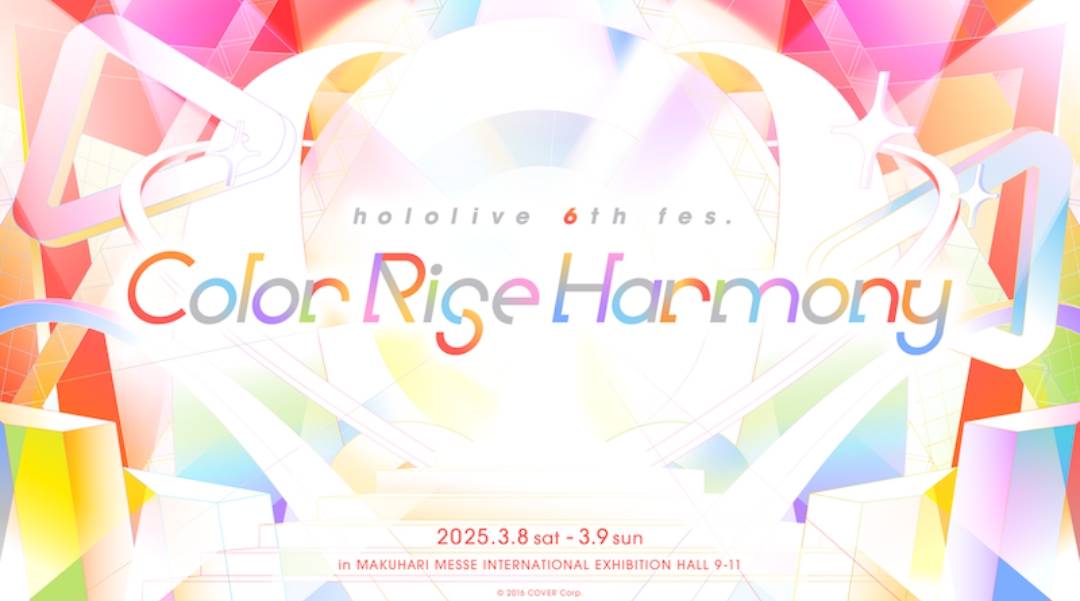 hololive 6th fes.
Color Rise Harmony
2025.3.8 sat - 3.9 sun
in MAKUHARI MESSE INTERNATIONAL EXHIBITION HALL 9-11
© 2016 COVER Corp.